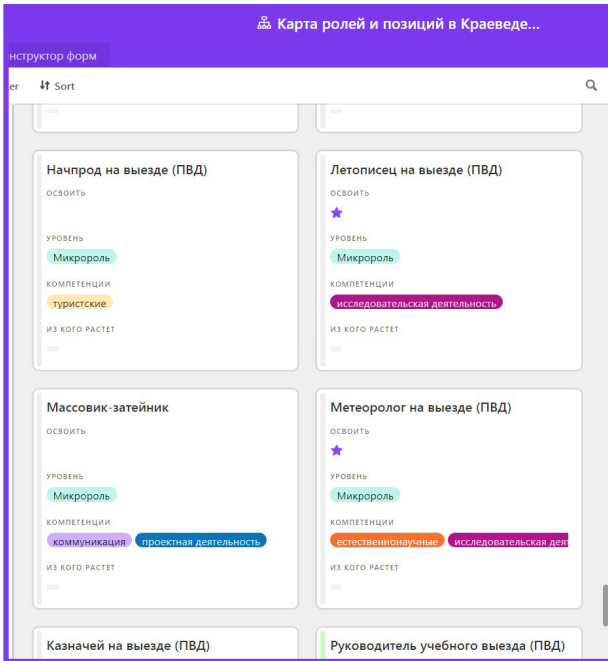 Карта ролей и позиций в Краеведе...
нструктор форм
er Sort
Начпрод на выезде (ПВД)
ОСВОИТЬ
УРОВЕНЬ
Микророль
КОМПЕТЕНЦИИ
туристские
ИЗ КОГО РАСТЕТ
Летописец на выезде (ПВД)
ОСВОИТЬ
УРОВЕНЬ
Микророль
КОМПЕТЕНЦИИ
исследовательская деятельность
ИЗ КОГО РАСТЕТ
Массовик-затейник
ОСВОИТЬ
УРОВЕНЬ
Микророль
КОМПЕТЕНЦИИ
коммуникация проектная деятельность
ИЗ КОГО РАСТЕТ
Метеоролог на выезде (ПВД)
ОСВОИТЬ
УРОВЕНЬ
Микророль
КОМПЕТЕНЦИИ
естественнонаучные исследовательская деят
ИЗ КОГО РАСТЕТ
Казначей на выезде (ПВД)
Руководитель учебного выезда (ПВД)